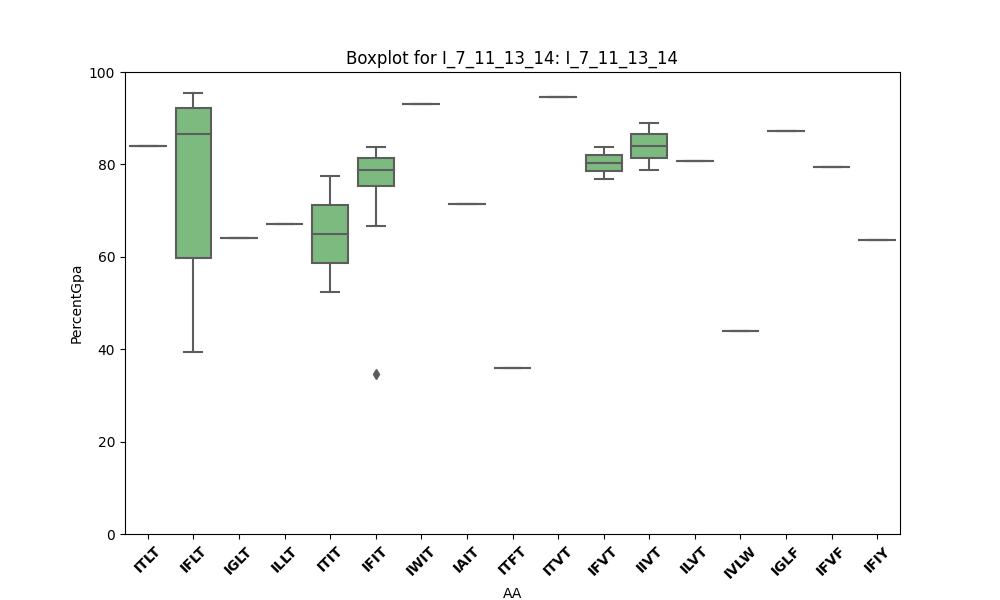 Boxplot for I_7_11_13_14: I_7_11_13_14
100
80
60
40
20
0
PercentGpa
ITLT IFLT IGLT ILLT ITIT IFIT IWIT IAIT ITFT ITVT IFVT IIVT ILVT IVLW IGLF IFVF IFIY
AA